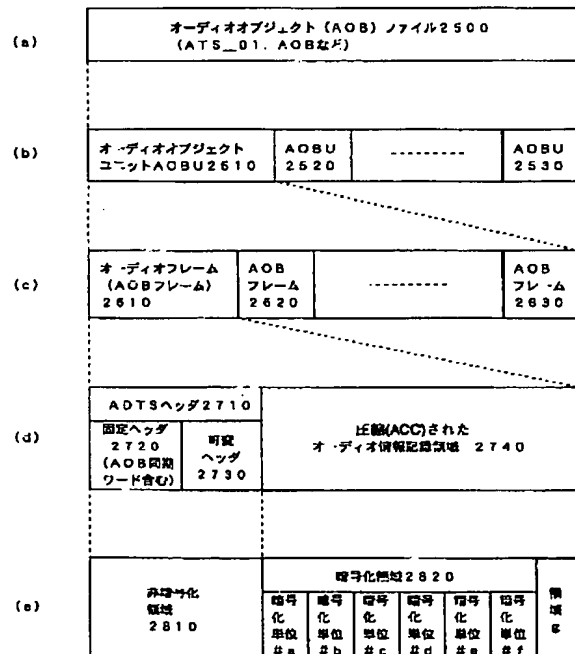 (a)
オーディオオブジェクト（AOB）ファイル2500
（ATS__01．AOBなど）
(b)
オーディオオブジェクト
ユニットAOBU2610
AOBU
2520
AOBU
2530
(c)
オーディオフレーム
（AOBフレーム）
2610
AOB
フレーム
2620
AOB
フレーム
2630
(d)
ADTSヘッダ2710
固定ヘッダ
2720
(AOB同期
ワード含む)
可変
ヘッダ
2730
圧縮(ACC)された
オーディオ情報記録領域 2740
(e)
非暗号化
領域
2810
暗号化領域2820
暗号
化
単位
#a
暗号
化
単位
#b
暗号
化
単位
#c
暗号
化
単位
#d
暗号
化
単位
#e
暗号
化
単位
#f
領
域
g